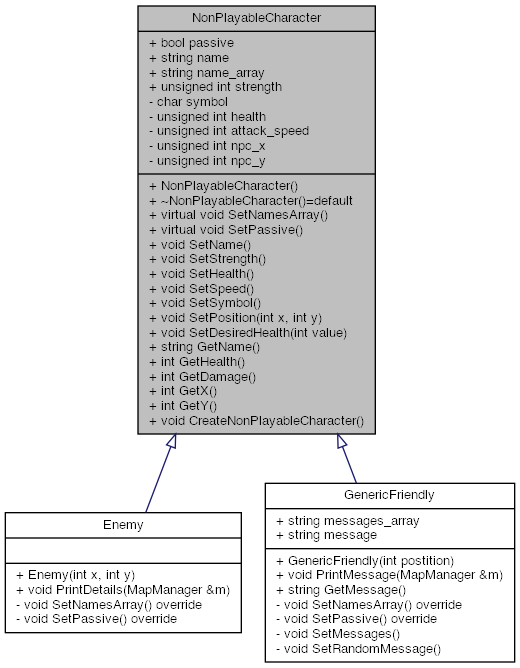 NonPlayableCharacter
+ bool passive
+ string name
+ string name_array
+ unsigned int strength
- char symbol
- unsigned int health
- unsigned int attack_speed
- unsigned int npc_x
- unsigned int npc_y
+ NonPlayableCharacter()
+ ~NonPlayableCharacter()=default
+ virtual void SetNamesArray()
+ virtual void SetPassive()
+ void SetName()
+ void SetStrength()
+ void SetHealth()
+ void SetSpeed()
+ void SetSymbol()
+ void SetPosition(int x, int y)
+ void SetDesiredHealth(int value)
+ string GetName()
+ int GetHealth()
+ int GetDamage()
+ int GetX()
+ int GetY()
+ void CreateNonPlayableCharacter()
Enemy
+ Enemy(int x, int y)
+ void PrintDetails(MapManager &m)
- void SetNamesArray() override
- void SetPassive() override
GenericFriendly
+ string messages_array
+ string message
+ GenericFriendly(int postition)
+ void PrintMessage(MapManager &m)
+ string GetMessage()
- void SetNamesArray() override
- void SetPassive() override
- void SetMessages()
- void SetRandomMessage()